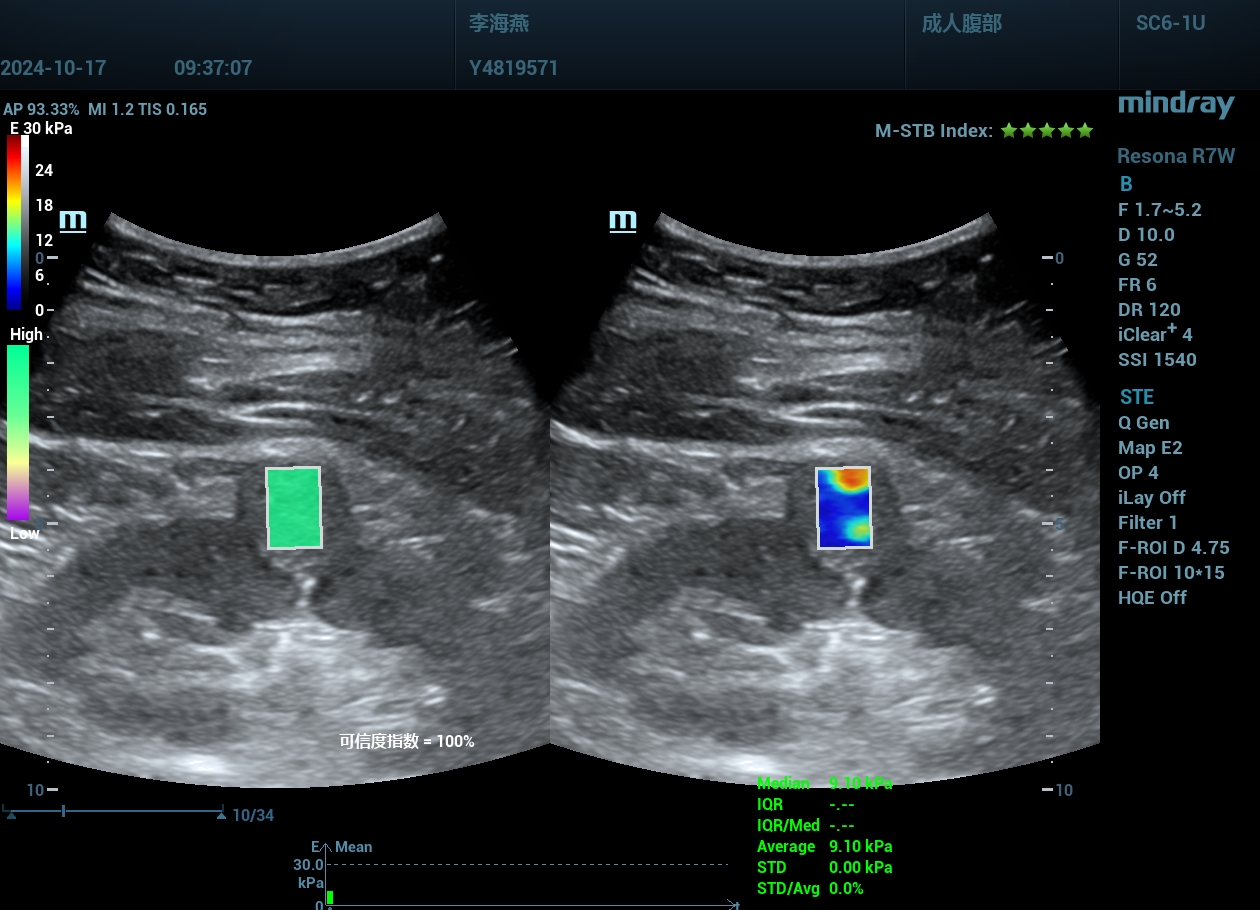 李海燕
成人腹部
SC6-1U
2024-10-17 09:37:07
Y4819571
mindray
AP 93.33% MI 1.2 TIS 0.165
E 30 kPa
M-STB Index:
24
18
12
6
0
High
Low
m
m
0
10
0
5
10
Resona R7W
B
F 1.7~5.2
D 10.0
G 52
FR 6
DR 120
iClear+ 4
SSI 1540
STE
Q Gen
Map E2
OP 4
iLay Off
Filter 1
F-ROI D 4.75
F-ROI 10*15
HQE Off
可信度指数 = 100%
10/34
Median 9.10 kPa
IQR -.--
IQR/Med -.--
Average 9.10 kPa
STD 0.00 kPa
STD/Avg 0.0%
E Mean
30.0
kPa
0
t